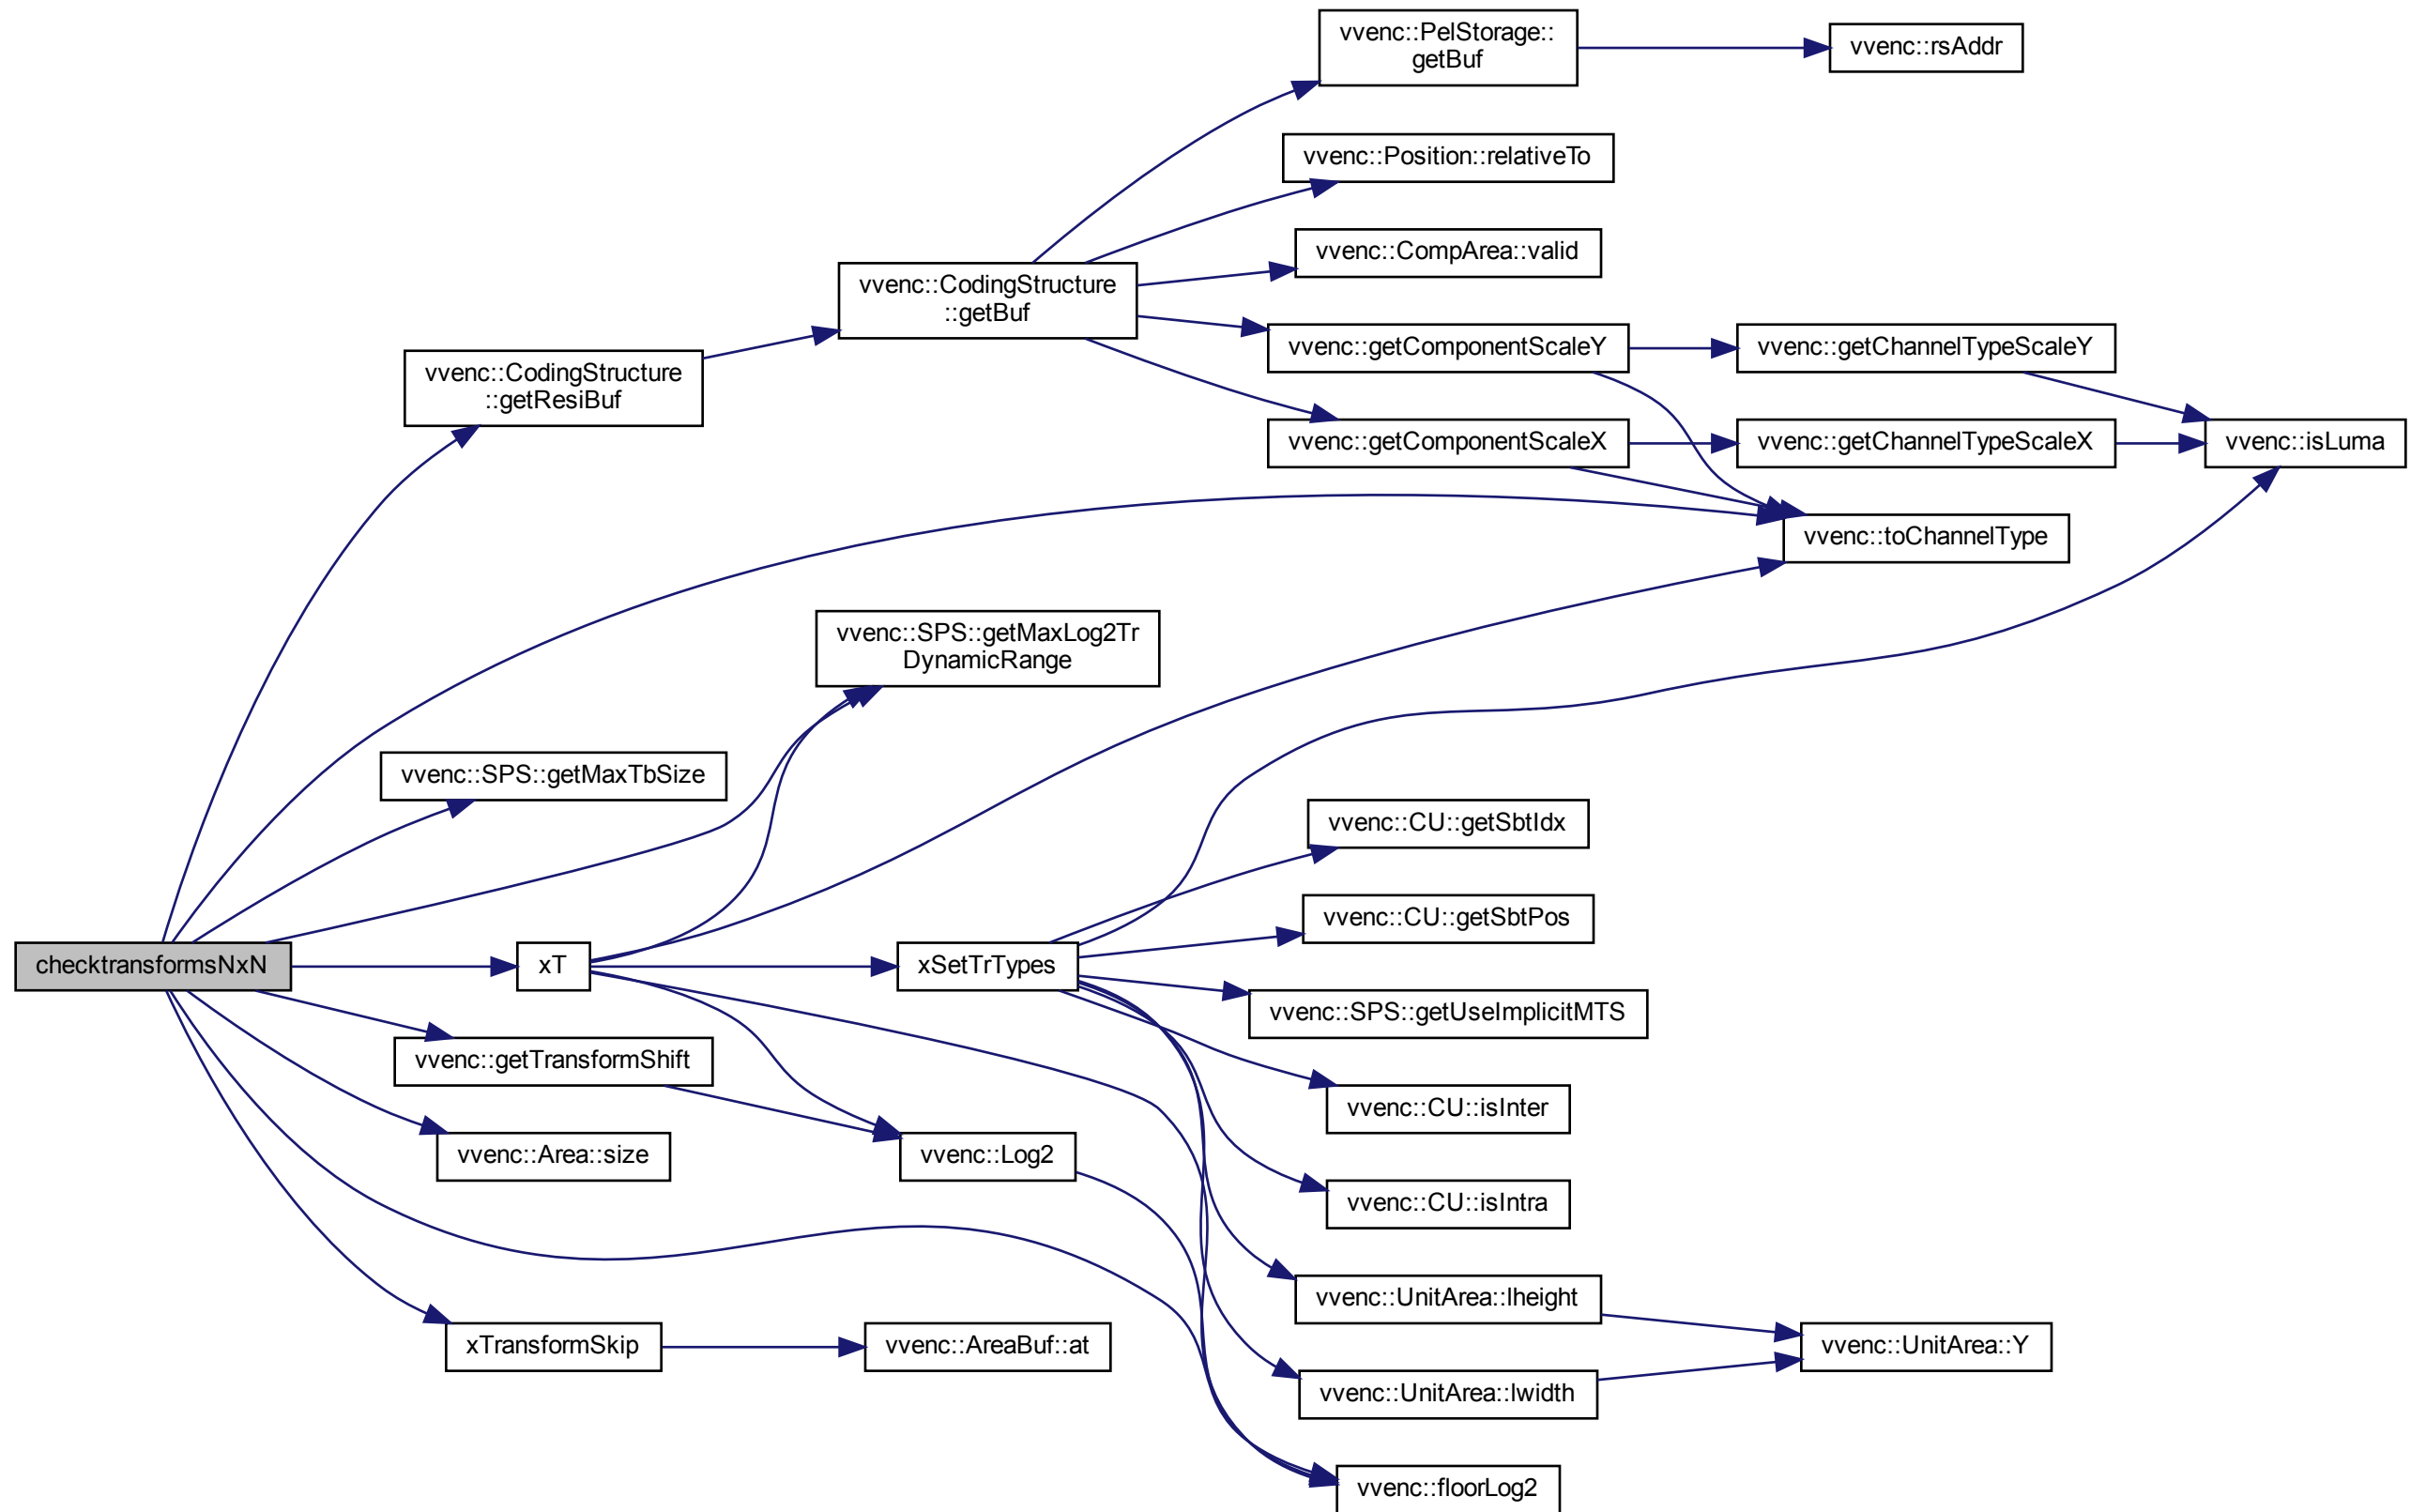 vvenc::PelStorage::
getBuf
vvenc::rsAddr
vvenc::Position::relativeTo
vvenc::CompArea::valid
vvenc::CodingStructure
::getBuf
vvenc::getComponentScaleY
vvenc::getChannelTypeScaleY
vvenc::CodingStructure
::getResiBuf
vvenc::getComponentScaleX
vvenc::getChannelTypeScaleX
vvenc::isLuma
vvenc::toChannelType
vvenc::SPS::getMaxLog2Tr
DynamicRange
vvenc::SPS::getMaxTbSize
vvenc::CU::getSbtIdx
vvenc::CU::getSbtPos
checktransformsNxN
xT
xSetTrTypes
vvenc::SPS::getUseImplicitMTS
vvenc::getTransformShift
vvenc::CU::isInter
vvenc::Area::size
vvenc::Log2
vvenc::CU::isIntra
vvenc::UnitArea::lheight
xTransformSkip
vvenc::AreaBuf::at
vvenc::UnitArea::Y
vvenc::UnitArea::lwidth
vvenc::floorLog2